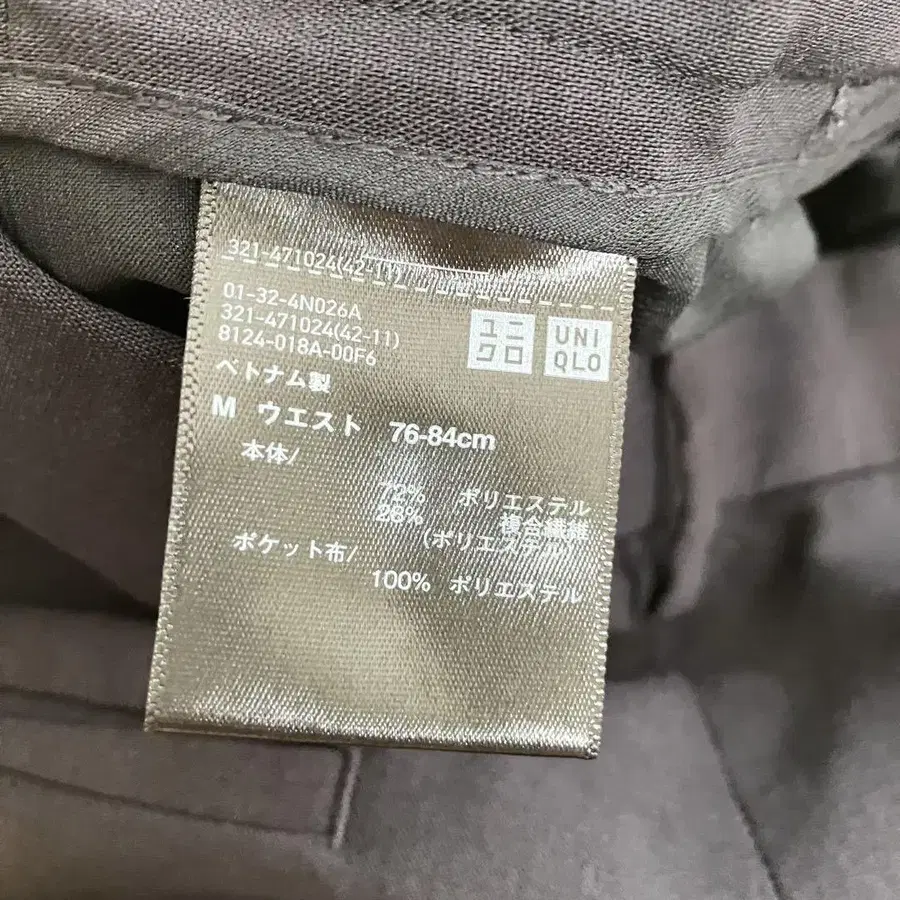 321-471024(42-11)
01-32-4N026A
321-471024(42-11)
8124-018A-00F6
ユニ
クロ
UNI
QLO
ベトナム製
M ウエスト 76-84cm
本体/
72% ポリエステル
28% 複合繊維
(ポリエステル)
ポケット布/
100% ポリエステル